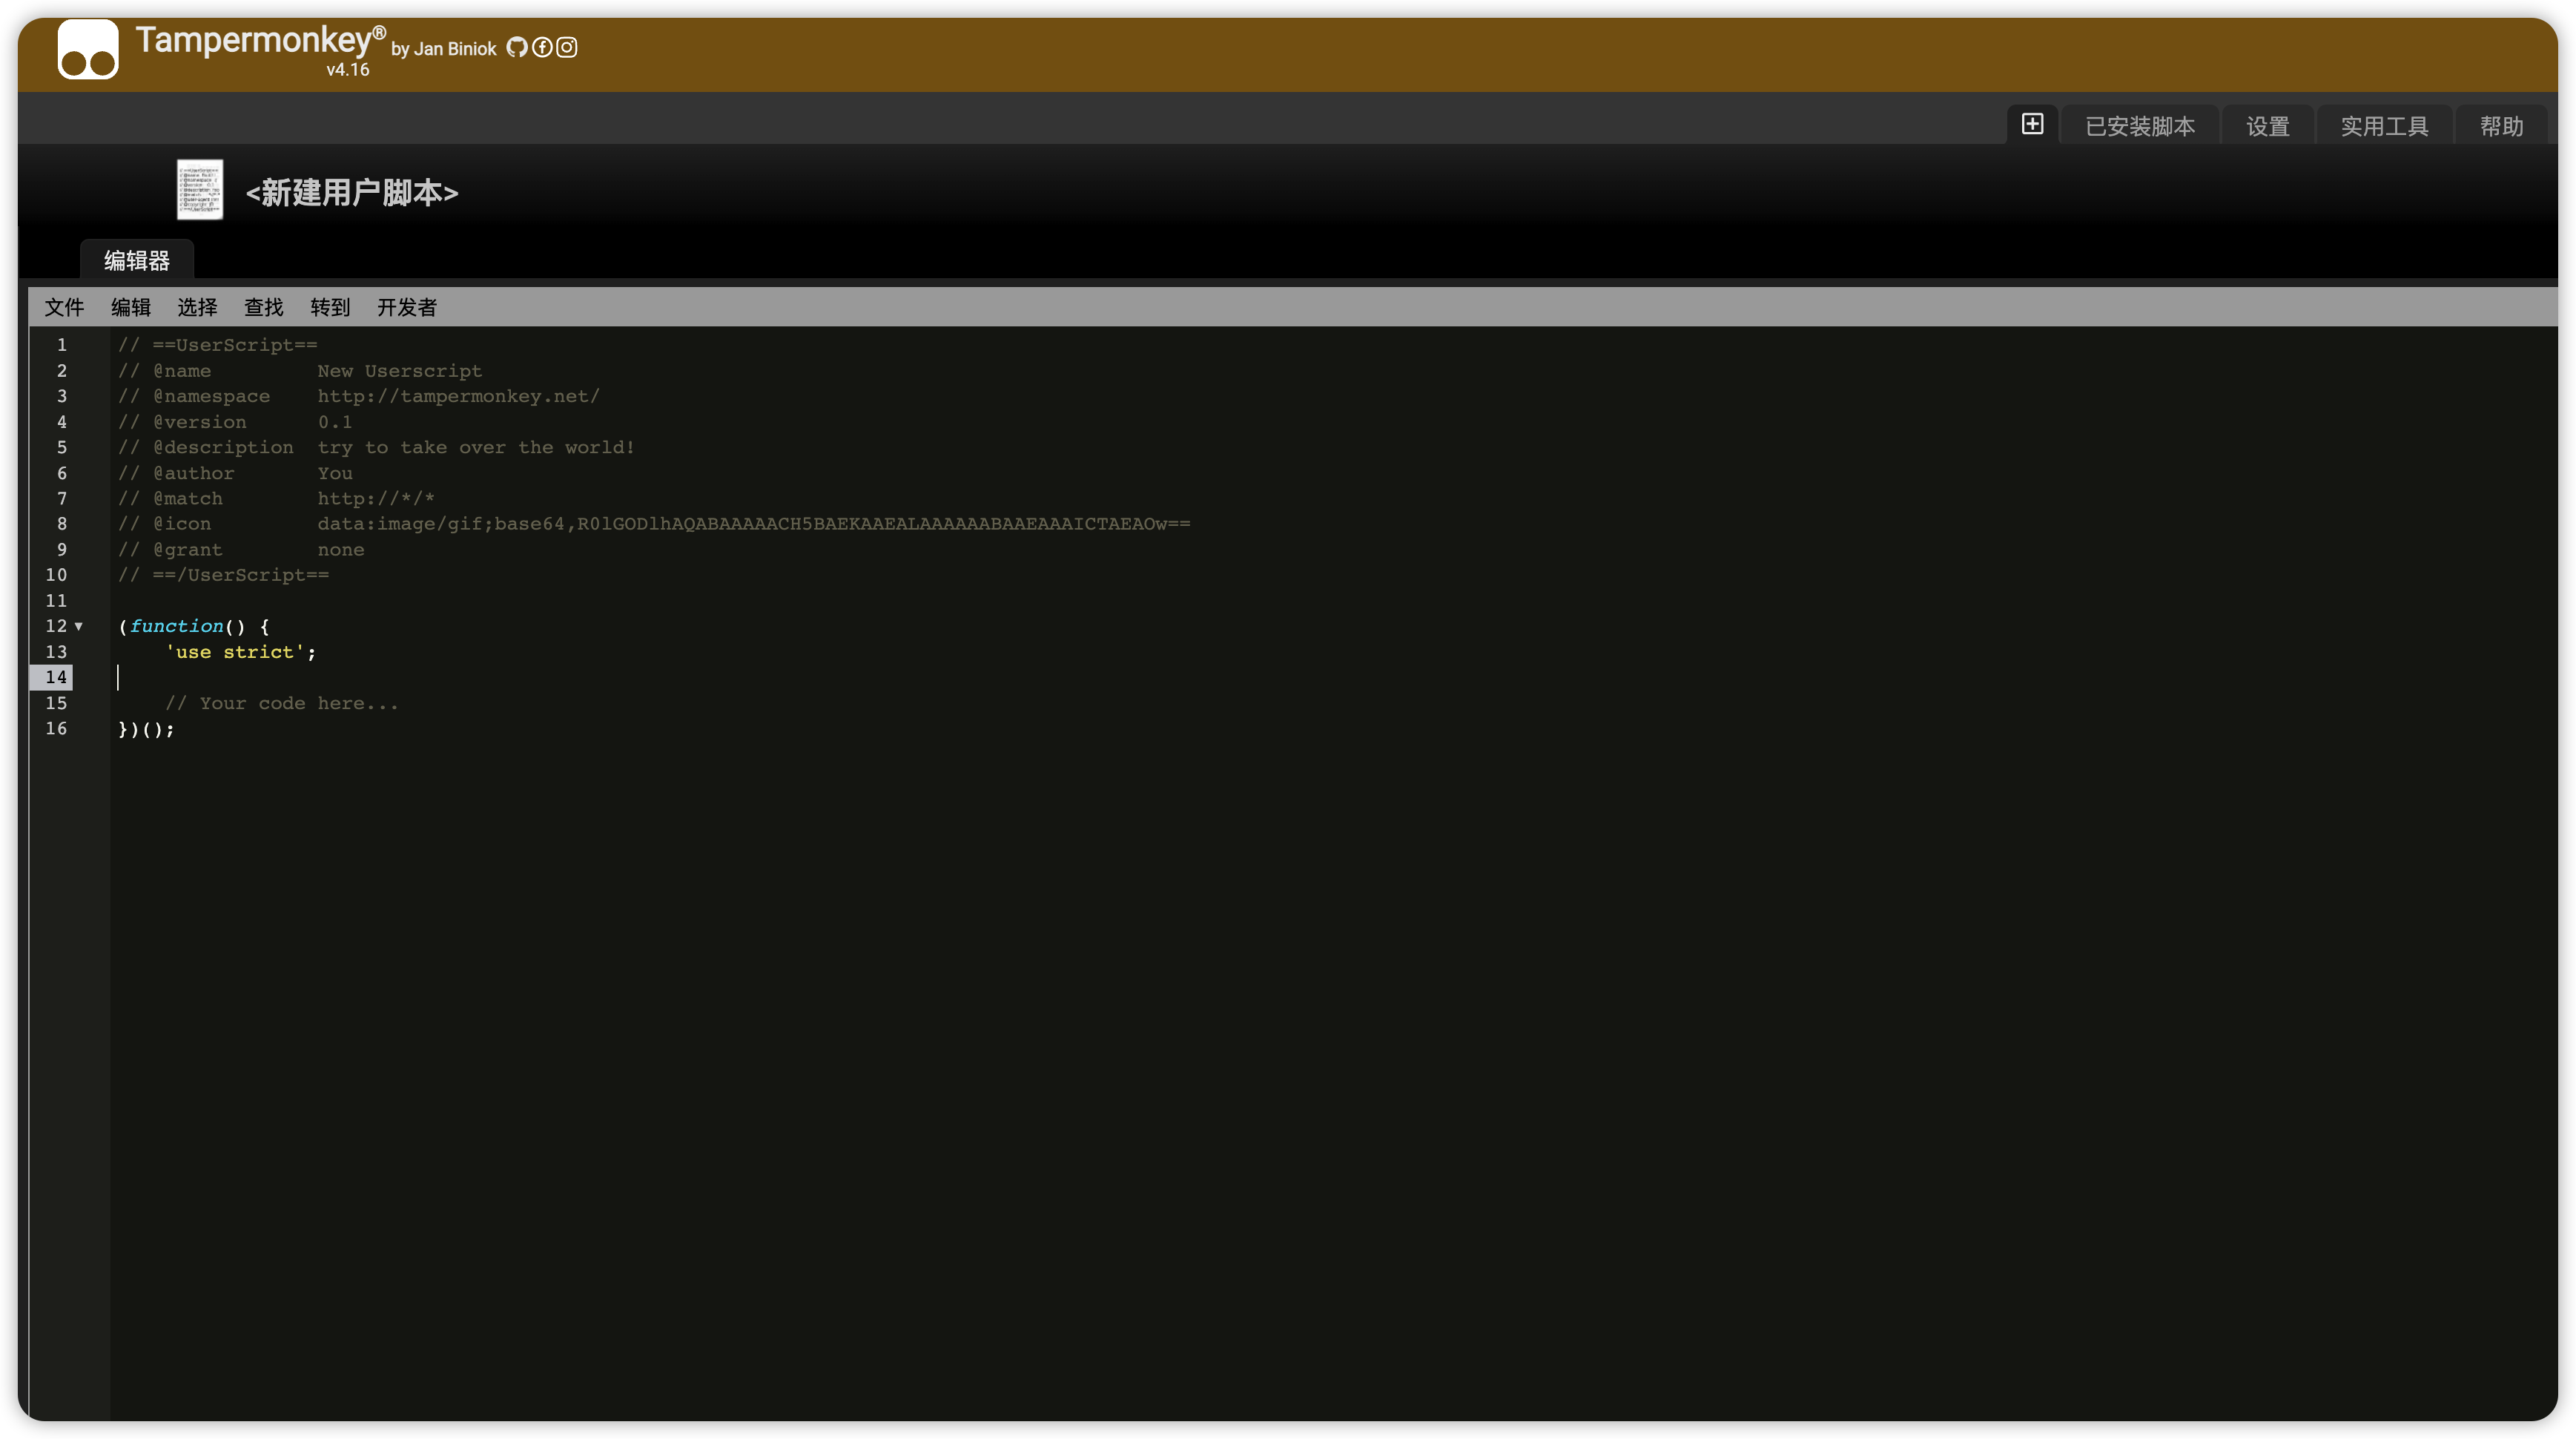 Tampermonkey® by Jan Biniok
v4.16
已安装脚本 设置 实用工具 帮助
<新建用户脚本>
编辑器
文件 编辑 选择 查找 转到 开发者
1 // ==UserScript==
2 // @name         New Userscript
3 // @namespace    http://tampermonkey.net/
4 // @version      0.1
5 // @description  try to take over the world!
6 // @author       You
7 // @match        http://*/*
8 // @icon         data:image/gif;base64,R0lGODlhAQABAAAAACH5BAEKAAEALAAAAAABAAEAAAICTAEAOw==
9 // @grant        none
10 // ==/UserScript==
11
12 (function() {
13     'use strict';
14
15     // Your code here...
16 })();